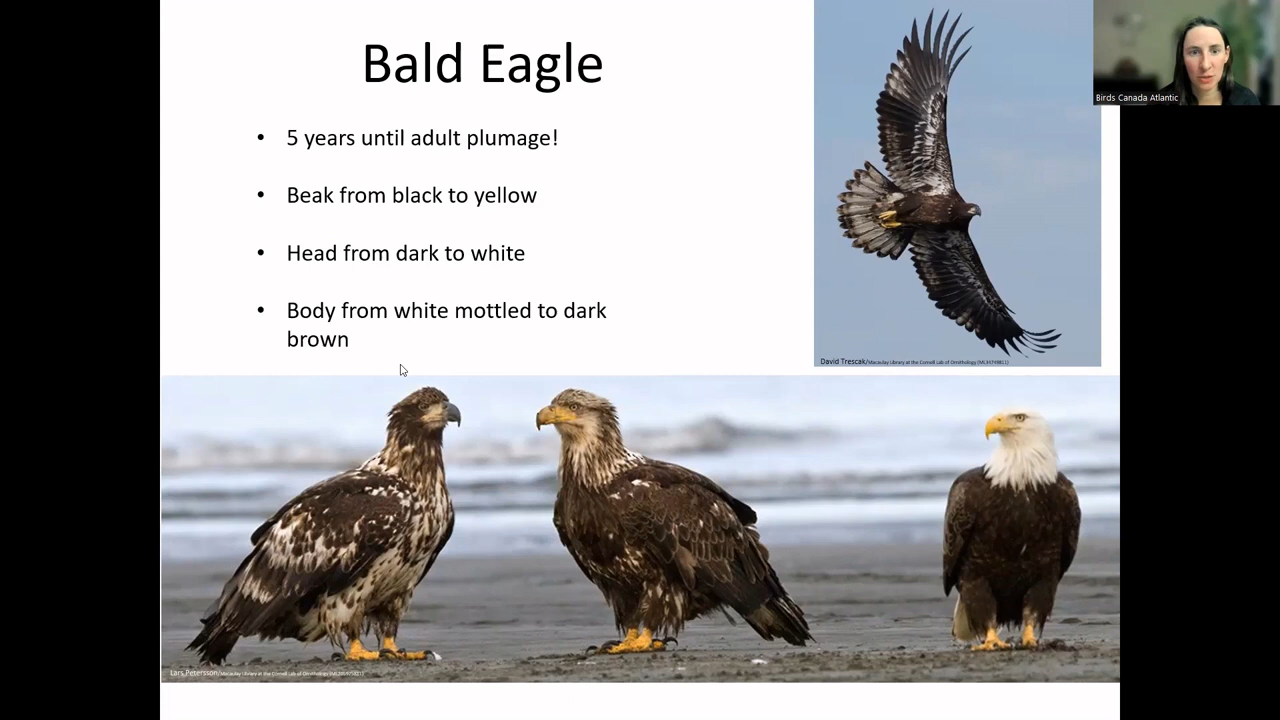 Bald Eagle
• 5 years until adult plumage!
• Beak from black to yellow
• Head from dark to white
• Body from white mottled to dark
brown
Birds Canada Atlantic
David Trescak/Macaulay Library at the Cornell Lab of Ornithology
Lars Petersson/Macaulay Library at the Cornell Lab of Ornithology